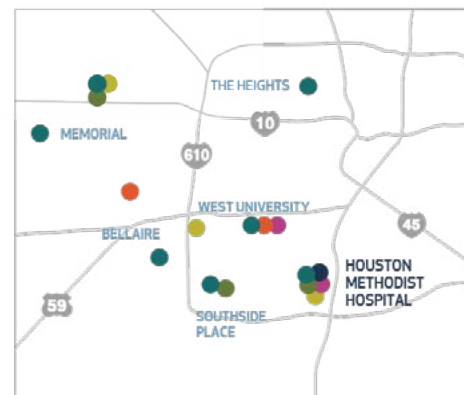 THE HEIGHTS
10
MEMORIAL
610
WEST UNIVERSITY
45
BELLAIRE
HOUSTON
METHODIST
HOSPITAL
59
SOUTHSIDE
PLACE